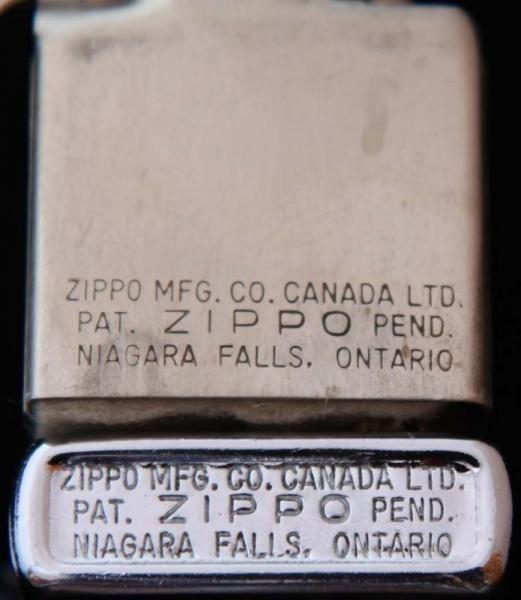 ZIPPO MFG. CO. CANADA LTD.
PAT. ZIPPO PEND.
NIAGARA FALLS, ONTARIO
ZIPPO MFG. CO. CANADA LTD.
PAT. ZIPPO PEND.
NIAGARA FALLS, ONTARIO